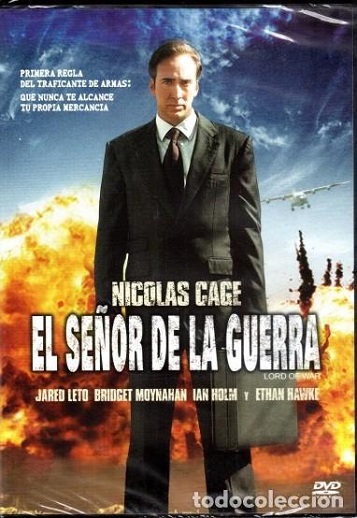 PRIMERA REGLA
DEL TRAFICANTE DE ARMAS:
QUE NUNCA TE ALCANCE
TU PROPIA MERCANCIA
NICOLAS CAGE
EL SEÑOR DE LA GUERRA
LORD OF WAR
JARED LETO BRIDGET MOYNAHAN IAN HOLM Y ETHAN HAWKE
DVD
todocoleccion